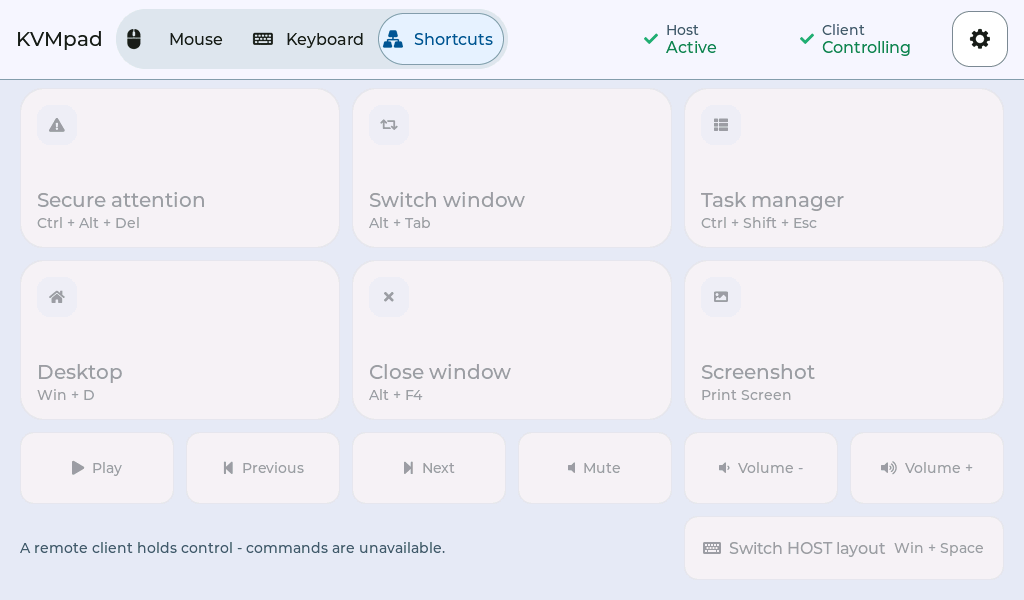 KVMpad
Mouse
Keyboard
Shortcuts
Host
Active
Client
Controlling
Secure attention
Ctrl + Alt + Del
Switch window
Alt + Tab
Task manager
Ctrl + Shift + Esc
Desktop
Win + D
Close window
Alt + F4
Screenshot
Print Screen
Play
Previous
Next
Mute
Volume -
Volume +
A remote client holds control - commands are unavailable.
Switch HOST layout Win + Space